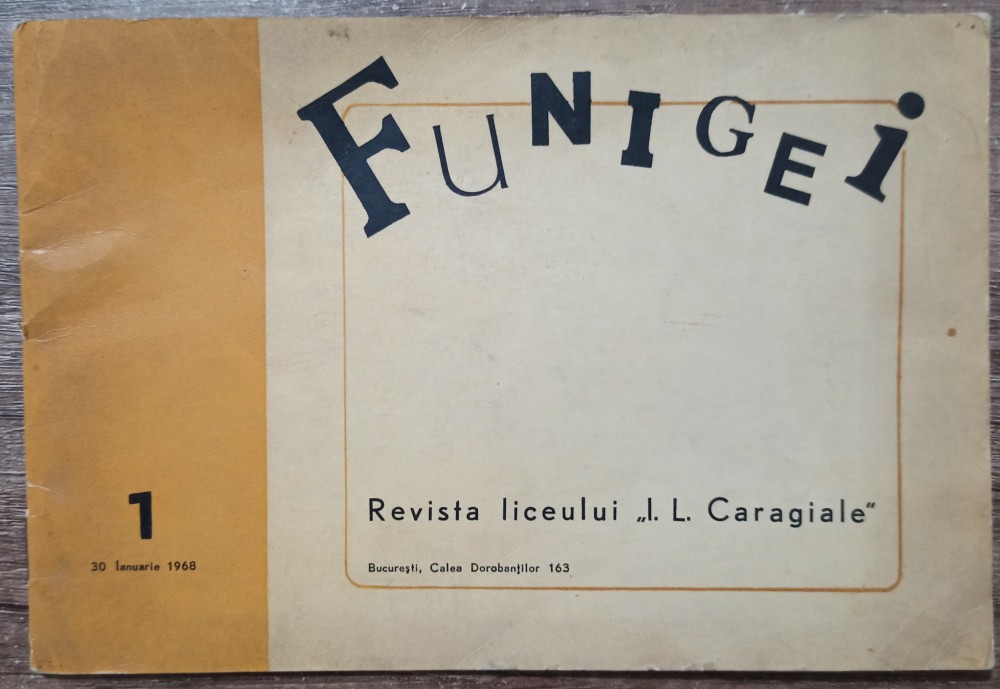 FuNIGEi
1
30 Ianuarie 1968
Revista liceului „I. L. Caragiale"
București, Calea Dorobanților 163